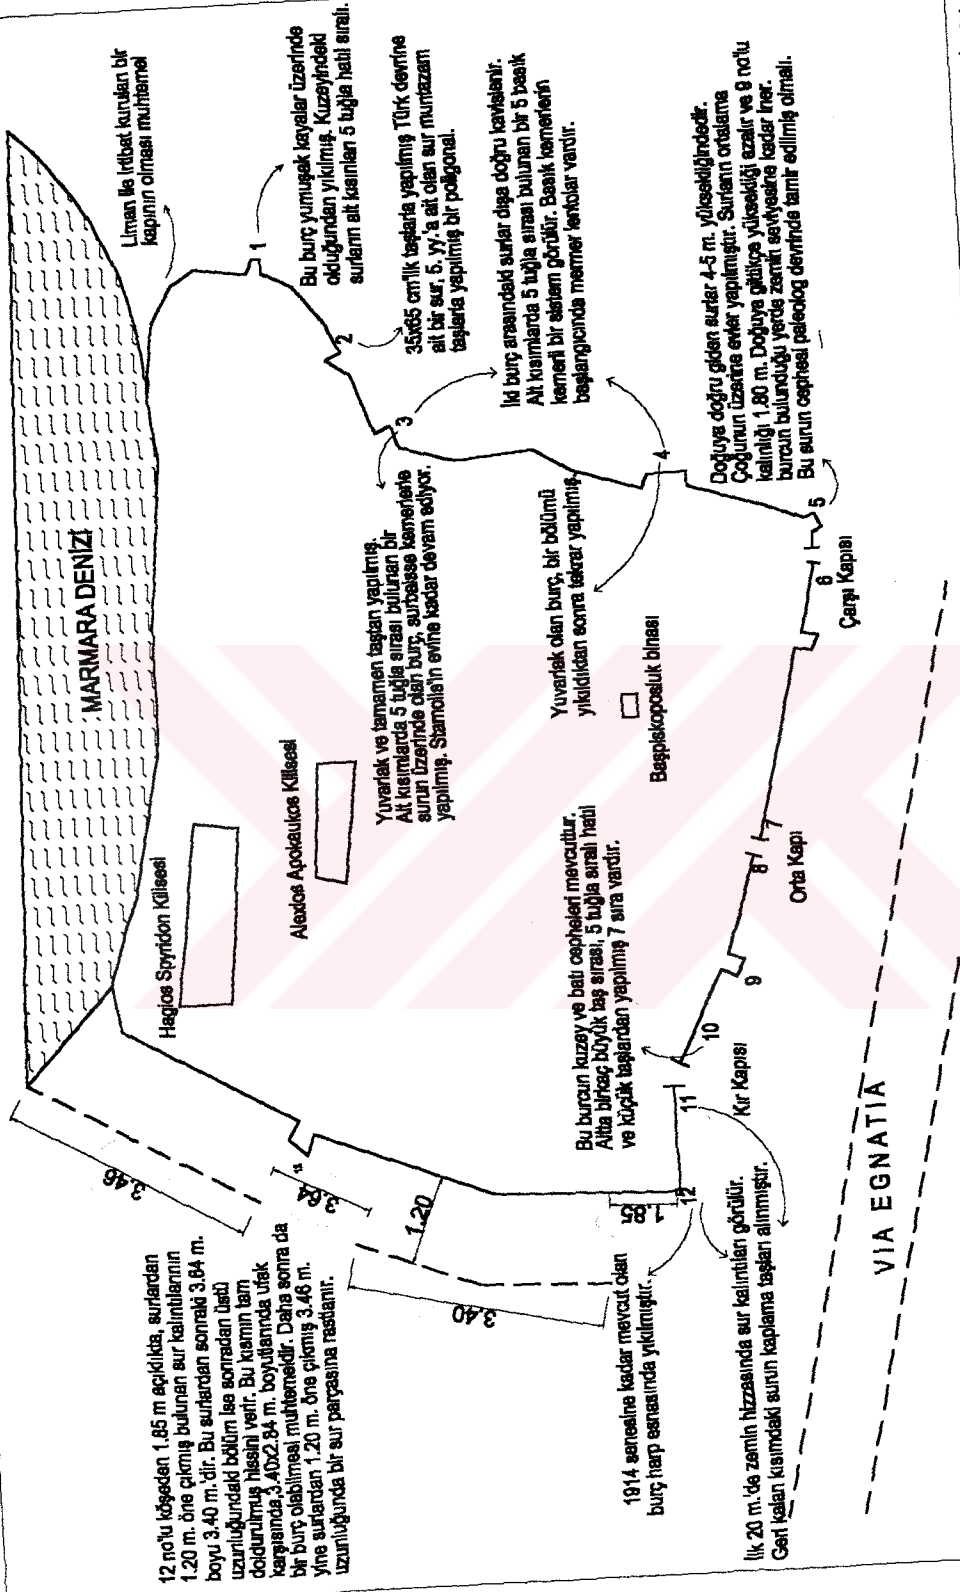 MARMARA DENİZİ
Liman ile irtibat kurulan bir
kapının olması muhtemel
1
Bu burç yumuşak kayalar üzerinde
olduğundan yıkılmış. Kuzeyindeki
surların alt kısımları 5 tuğla hatıl sıralı.
2
35x65 cm'lik taşlarla yapılmış Türk devrine
ait bir sur, 5. yy.'a ait olan sur muntazam
taşlarla yapılmış bir poligonal.
3
İki burç arasındaki surlar dışa doğru kavislenir.
Alt kısımlarda 5 tuğla sırası bulunan bir 5 basık
kemerli bir sistem görülür. Basık kemerlerin
başlangıcında mermer lentolar vardır.
Yuvarlak ve tamamen taştan yapılmış.
Alt kısımlarda 5 tuğla sırası bulunan bir
surun üzerinde olan burç, surbaisse kemerlerle
yapılmış. Stamolis'in evine kadar devam ediyor.
Hagios Spyridon Kilisesi
Alexios Apokaukos Kilisesi
4
Yuvarlak olan burç, bir bölümü
yıkıldıktan sonra tekrar yapılmış.
Başpiskoposluk binası
Doğuya doğru giden surlar 4-5 m. yüksekliğindedir.
Çoğunun üzerine evler yapılmıştır. Surların ortalama
kalınlığı 1.80 m. Doğuya gittikçe yüksekliği azalır ve 9 no'lu
burcun bulunduğu yerde zemin seviyesine kadar iner.
Bu surun cephesi paleolog devrinde tamir edilmiş olmalı.
5
6
Çarşı Kapısı
7
8
Orta Kapı
9
Bu burcun kuzey ve batı cepheleri mevcuttur.
Altta birkaç büyük taş sırası, 5 tuğla sıralı hatıl
ve küçük taşlardan yapılmış 7 sıra vardır.
10
11
Kır Kapısı
12
3.46
3.64
1.20
3.40
1.85
12 no'lu köşeden 1.85 m açıklıkta, surlardan
1.20 m. öne çıkmış bulunan sur kalıntılarının
boyu 3.40 m.'dir. Bu surlardan sonraki 3.64 m.
uzunluğundaki bölüm ise sonradan üstü
doldurulmuş hissini verir. Bu kısmın tam
karşısında,3.40x2.84 m. boyutlarında ufak
bir burç olabilmesi muhtemeldir. Daha sonra da
yine surlardan 1.20 m. öne çıkmış 3.46 m.
uzunluğunda bir sur parçasına rastlanır.
1914 senesine kadar mevcut olan
burç harp esnasında yıkılmıştır.
İlk 20 m.'de zemin hizzasında sur kalıntıları görülür.
Geri kalan kısımdaki surun kaplama taşları alınmıştır.
VIA EGNATIA